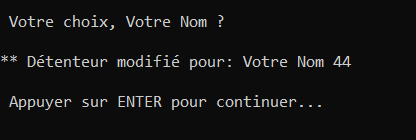 Votre choix, Votre Nom ?
** Détenteur modifié pour: Votre Nom 44
Appuyer sur ENTER pour continuer...